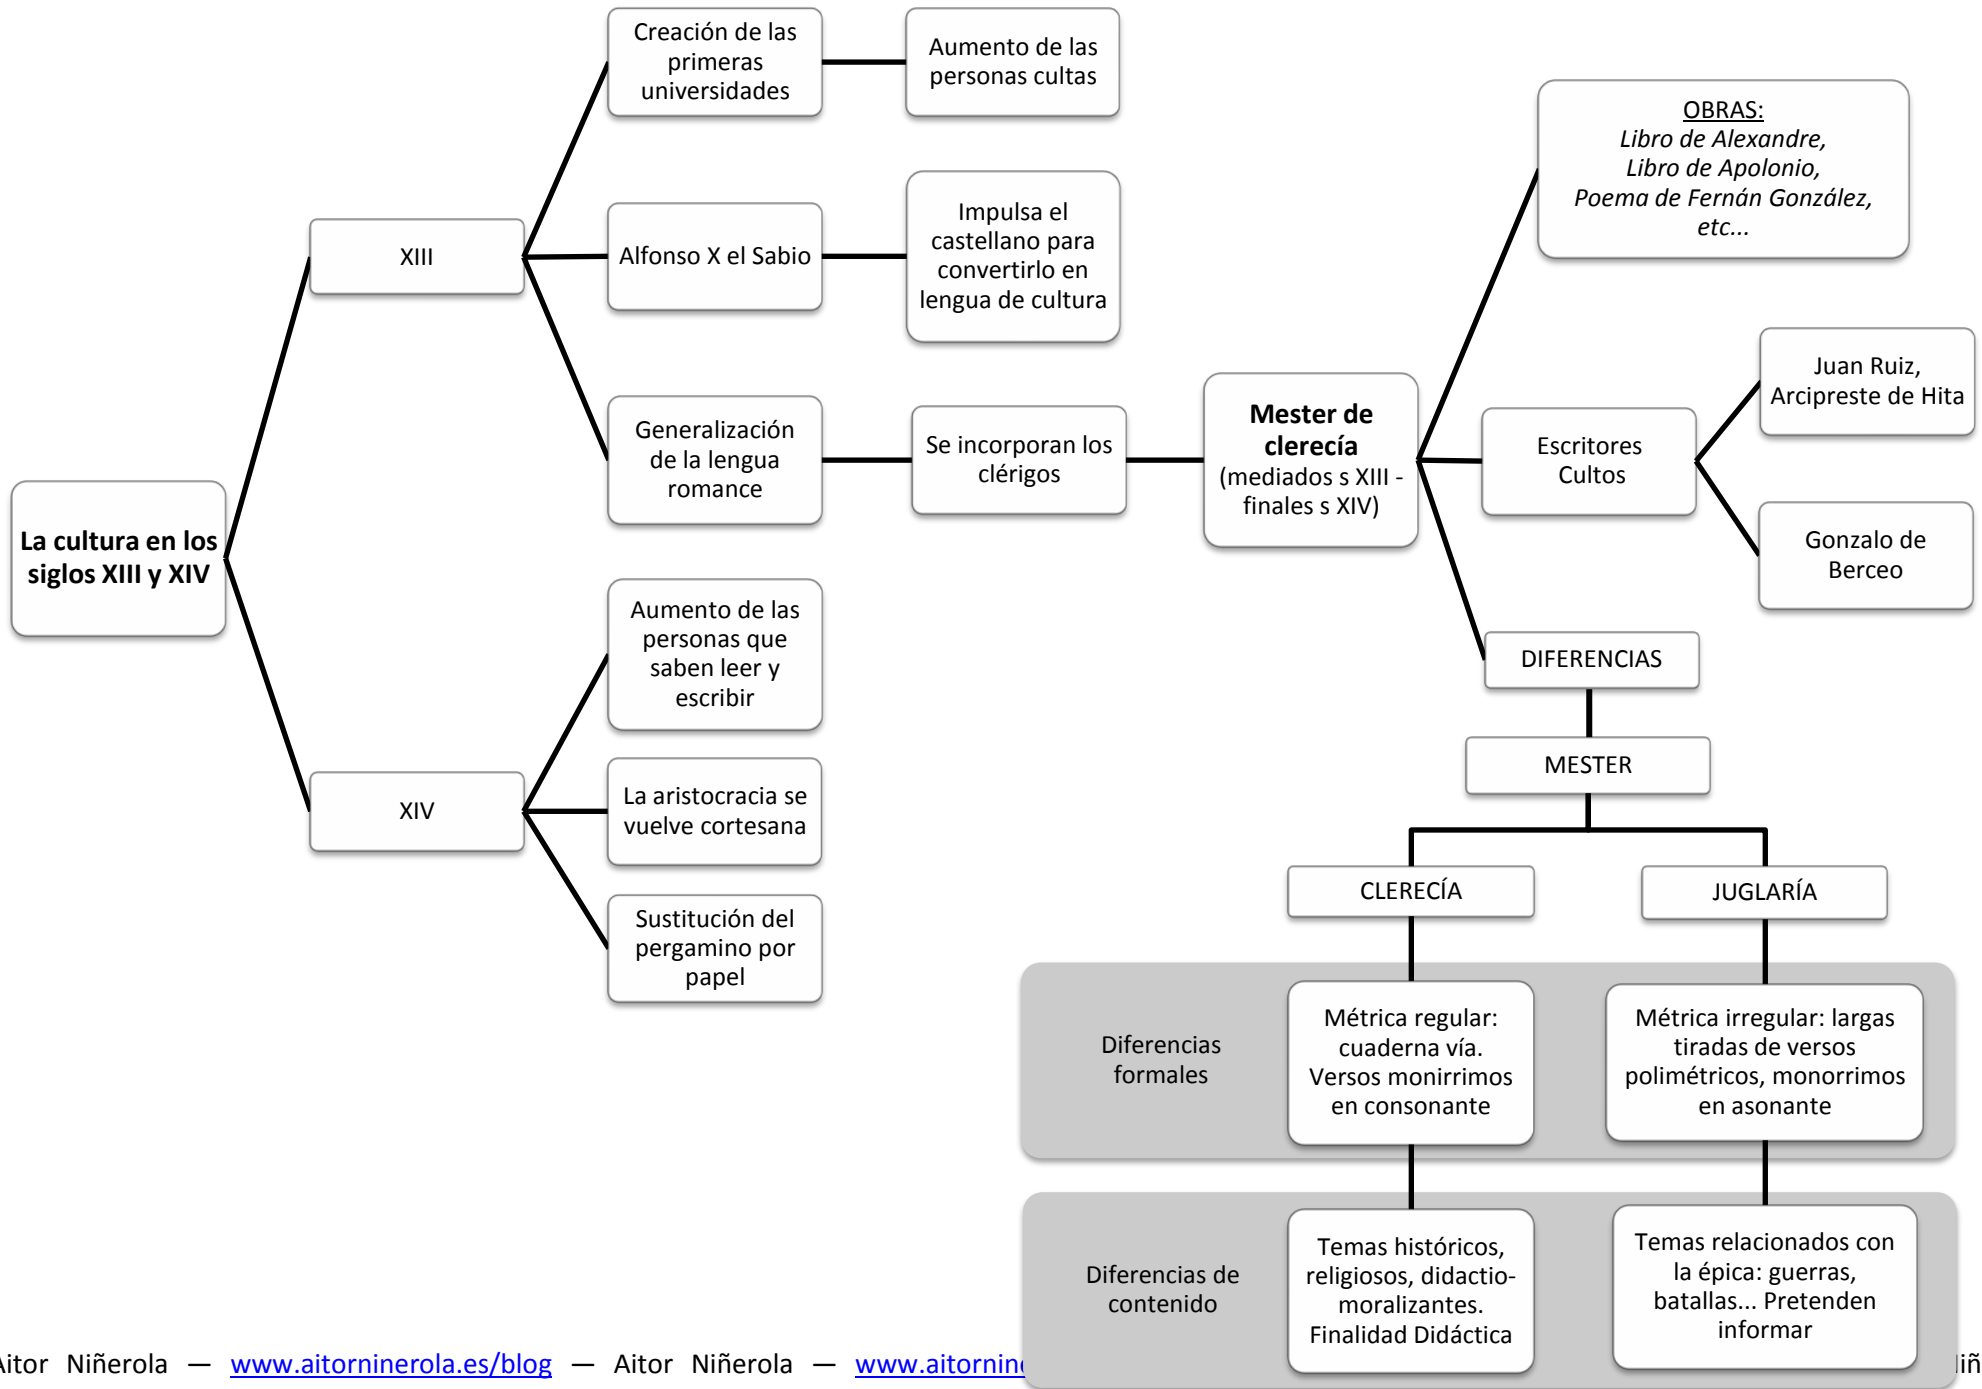 La cultura en los
siglos XIII y XIV
XIII
Creación de las
primeras
universidades
Aumento de las
personas cultas
Alfonso X el Sabio
Impulsa el
castellano para
convertirlo en
lengua de cultura
Generalización
de la lengua
romance
Se incorporan los
clérigos
Mester de
clerecía
(mediados s XIII -
finales s XIV)
OBRAS:
Libro de Alexandre,
Libro de Apolonio,
Poema de Fernán González,
etc...
Escritores
Cultos
Juan Ruiz,
Arcipreste de Hita
Gonzalo de
Berceo
DIFERENCIAS
MESTER
CLERECÍA
JUGLARÍA
Diferencias
formales
Métrica regular:
cuaderna vía.
Versos monirrimos
en consonante
Métrica irregular: largas
tiradas de versos
polimétricos, monorrimos
en asonante
Diferencias de
contenido
Temas históricos,
religiosos, didactio-
moralizantes.
Finalidad Didáctica
Temas relacionados con
la épica: guerras,
batallas... Pretenden
informar
XIV
Aumento de las
personas que
saben leer y
escribir
La aristocracia se
vuelve cortesana
Sustitución del
pergamino por
papel
Aitor Niñerola — www.aitorninerola.es/blog — Aitor Niñerola — www.aitornin